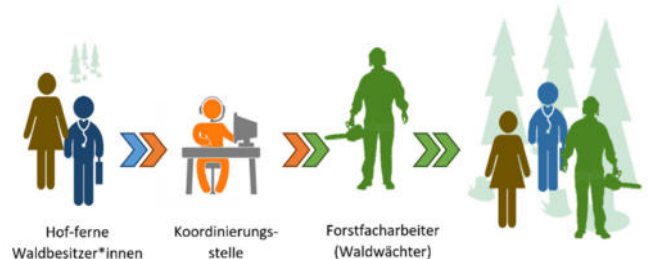 Hof-ferne
Waldbesitzer*innen
Koordinierungs-
stelle
Forstfacharbeiter
(Waldwächter)